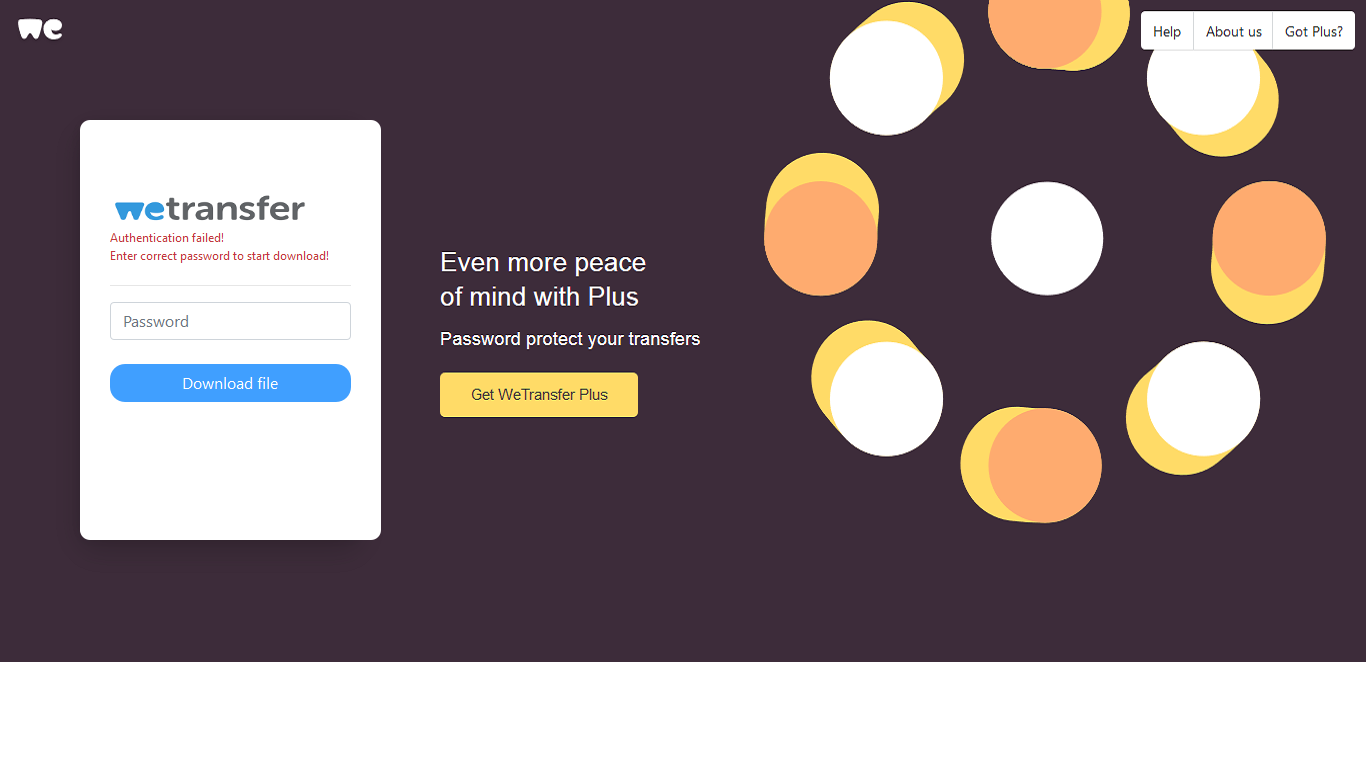 we
Help
About us
Got Plus?
wetransfer
Authentication failed!
Enter correct password to start download!
Password
Download file
Even more peace
of mind with Plus
Password protect your transfers
Get WeTransfer Plus